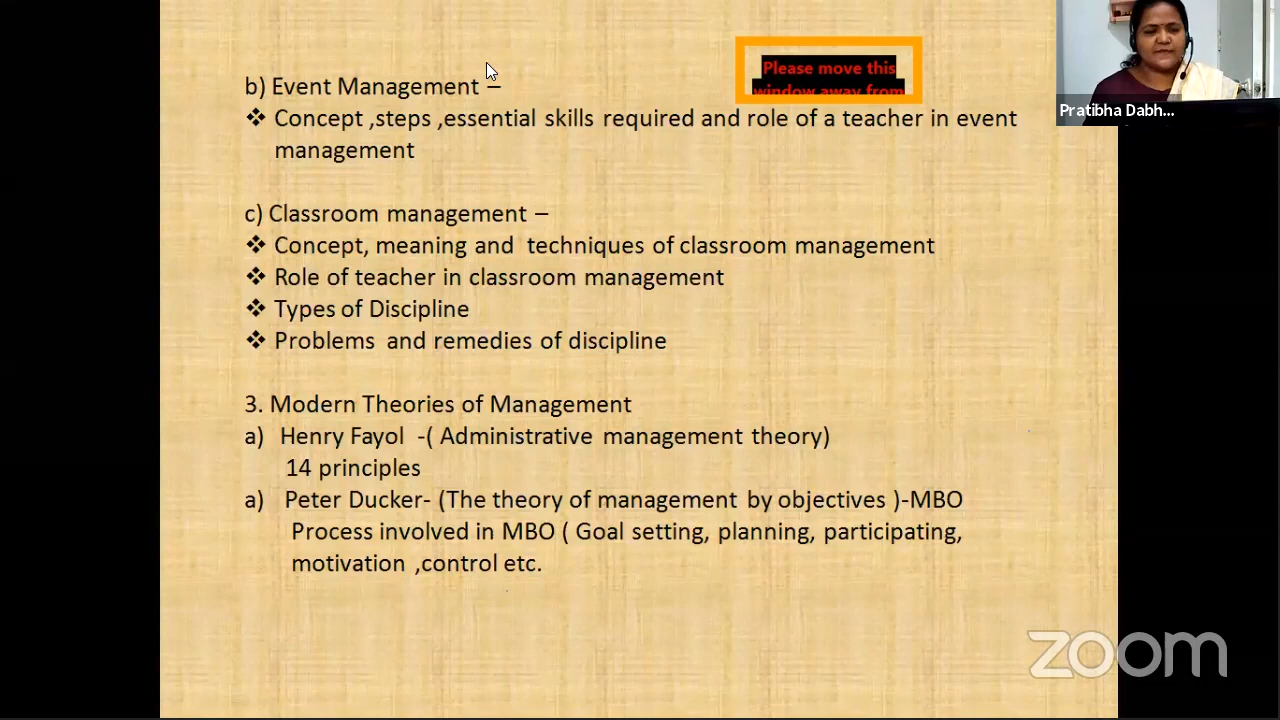 b) Event Management –
Please move this
window away from
Pratibha Dabh...
❖ Concept ,steps ,essential skills required and role of a teacher in event
management
c) Classroom management –
❖ Concept, meaning and techniques of classroom management
❖ Role of teacher in classroom management
❖ Types of Discipline
❖ Problems and remedies of discipline
3. Modern Theories of Management
a) Henry Fayol -( Administrative management theory)
14 principles
a) Peter Ducker- (The theory of management by objectives )-MBO
Process involved in MBO ( Goal setting, planning, participating,
motivation ,control etc.
zoom